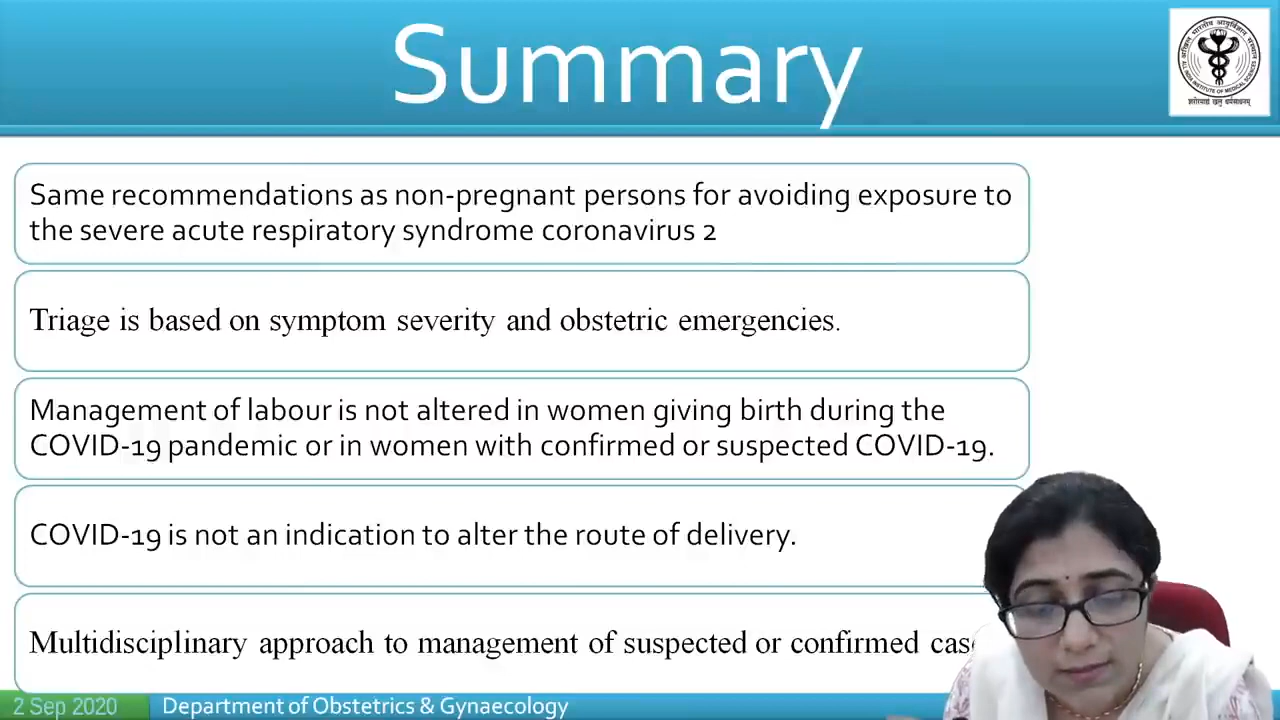 Summary
Same recommendations as non-pregnant persons for avoiding exposure to
the severe acute respiratory syndrome coronavirus 2
Triage is based on symptom severity and obstetric emergencies.
Management of labour is not altered in women giving birth during the
COVID-19 pandemic or in women with confirmed or suspected COVID-19.
COVID-19 is not an indication to alter the route of delivery.
Multidisciplinary approach to management of suspected or confirmed
2 Sep 2020 Department of Obstetrics & Gynaecology